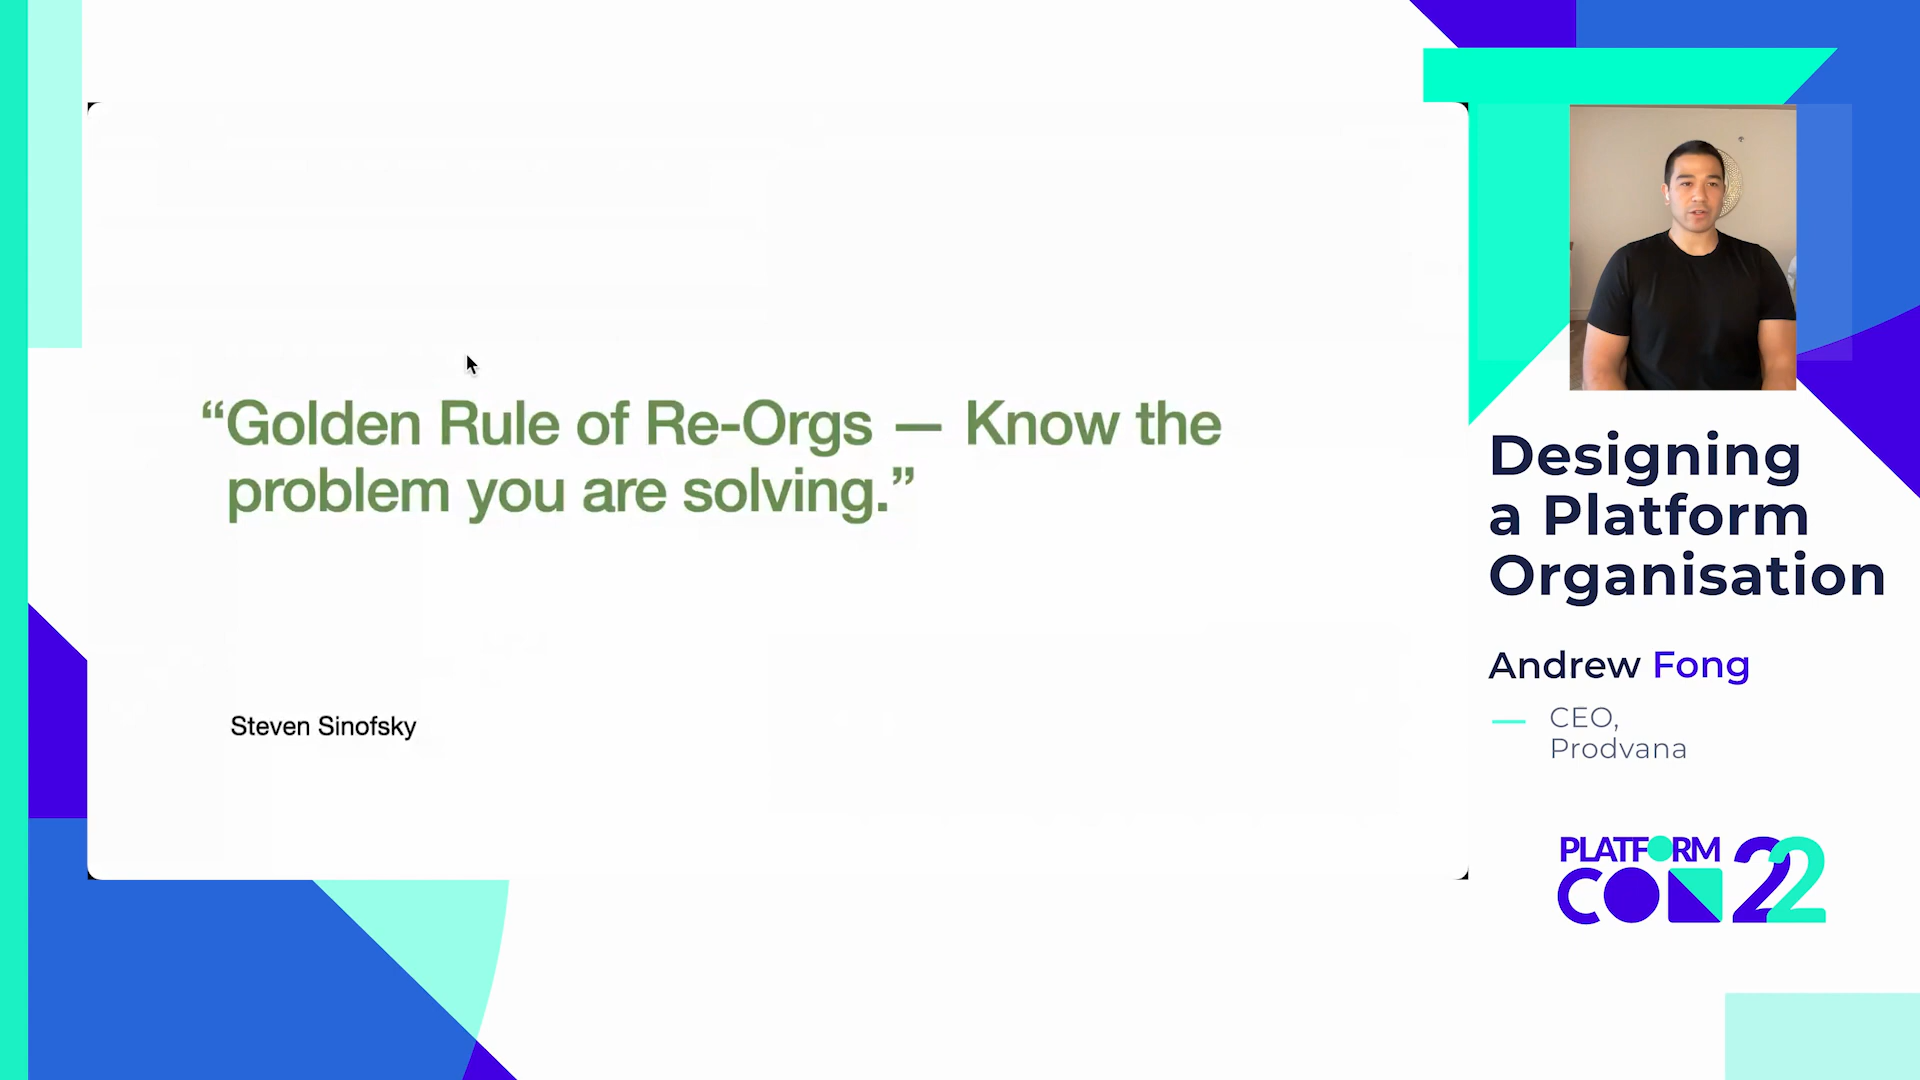 “Golden Rule of Re-Orgs — Know the
problem you are solving.”
Steven Sinofsky
Designing
a Platform
Organisation
Andrew Fong
— CEO,
Prodvana
PLATFORM
CON 22